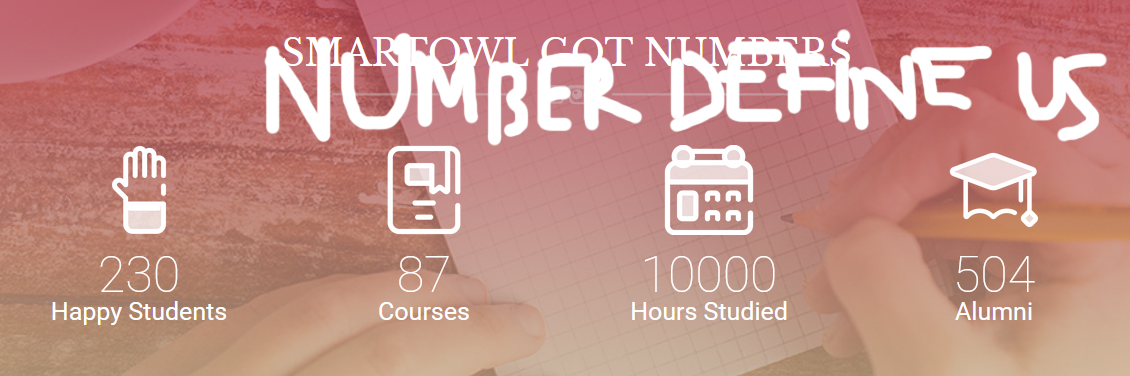 SMARTOWL GOT NUMBERS
NUMBER DEFINE US
230
Happy Students
87
Courses
10000
Hours Studied
504
Alumni